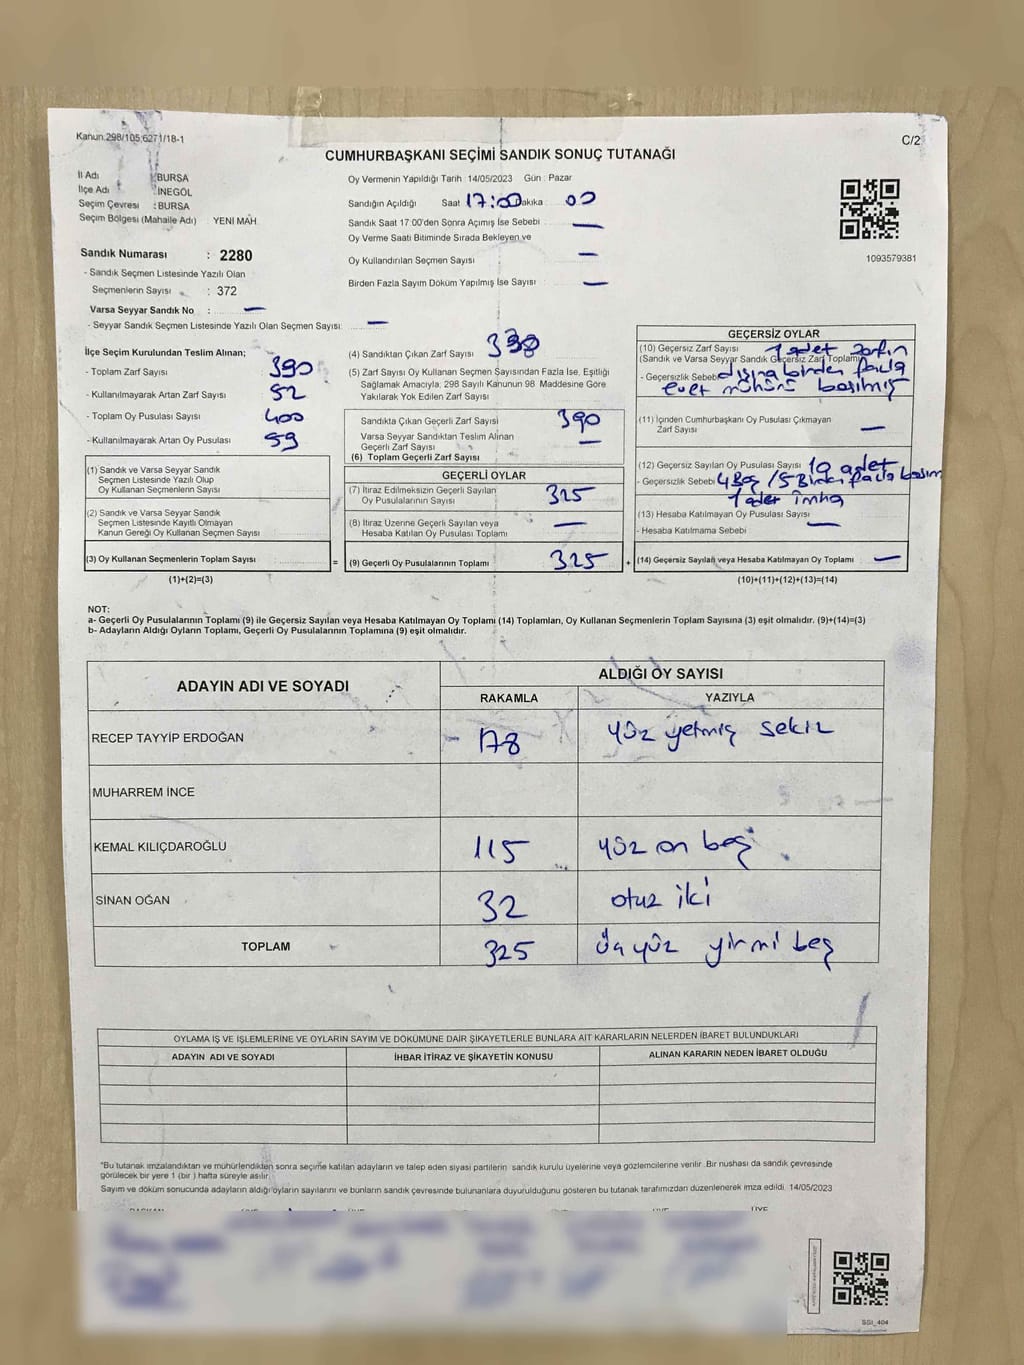 Kanun:298/105,6271/18-1
C/2
CUMHURBAŞKANI SEÇİMİ SANDIK SONUÇ TUTANAĞI
İl Adı : BURSA
İlçe Adı : İNEGÖL
Seçim Çevresi : BURSA
Seçim Bölgesi (Mahalle Adı) YENİ MAH
Sandık Numarası : 2280
- Sandık Seçmen Listesinde Yazılı Olan
Seçmenlerin Sayısı : 372
Varsa Seyyar Sandık No : —
- Seyyar Sandık Seçmen Listesinde Yazılı Olan Seçmen Sayısı: —
Oy Vermenin Yapıldığı Tarih : 14/05/2023 Gün : Pazar
Sandığın Açıldığı Saat 17:00 Dakika 00
Sandık Saat 17:00'den Sonra Açımış İse Sebebi —
Oy Verme Saati Bitiminde Sırada Bekleyen ve
Oy Kullandırılan Seçmen Sayısı —
Birden Fazla Sayım Döküm Yapılmış İse Sayısı —
1093579381
İlçe Seçim Kurulundan Teslim Alınan;
- Toplam Zarf Sayısı 390
- Kullanılmayarak Artan Zarf Sayısı 52
- Toplam Oy Pusulası Sayısı 400
- Kullanılmayarak Artan Oy Pusulası 59
(1) Sandık ve Varsa Seyyar Sandık
Seçmen Listesinde Yazılı Olup
Oy Kullanan Seçmenlerin Sayısı
(2) Sandık ve Varsa Seyyar Sandık
Seçmen Listesinde Kayıtlı Olmayan
Kanun Gereği Oy Kullanan Seçmen Sayısı
(3) Oy Kullanan Seçmenlerin Toplam Sayısı =
(1)+(2)=(3)
(4) Sandıktan Çıkan Zarf Sayısı 338
(5) Zarf Sayısı Oy Kullanan Seçmen Sayısından Fazla İse, Eşitliği
Sağlamak Amacıyla, 298 Sayılı Kanunun 98 Maddesine Göre
Yakılarak Yok Edilen Zarf Sayısı
Sandıkta Çıkan Geçerli Zarf Sayısı 390
Varsa Seyyar Sandıktan Teslim Alınan
Geçerli Zarf Sayısı —
(6) Toplam Geçerli Zarf Sayısı
GEÇERLİ OYLAR
(7) İtiraz Edilmeksizin Geçerli Sayılan
Oy Pusulalarının Sayısı 325
(8) İtiraz Üzerine Geçerli Sayılan veya
Hesaba Katılan Oy Pusulası Toplamı —
(9) Geçerli Oy Pusulalarının Toplamı 325 +
GEÇERSİZ OYLAR
(10) Geçersiz Zarf Sayısı 1 adet zarfın
(Sandık ve Varsa Seyyar Sandık Geçersiz Zarf Toplamı)
- Geçersizlik Sebebi dışına birden fazla
evet mühürü basılmış
(11) İçinden Cumhurbaşkanı Oy Pusulası Çıkmayan
Zarf Sayısı —
(12) Geçersiz Sayılan Oy Pusulası Sayısı 10 adet
- Geçersizlik Sebebi 4 Boş / 5 Birden fazla basım
1 adet imha
(13) Hesaba Katılmayan Oy Pusulası Sayısı —
- Hesaba Katılmama Sebebi
(14) Geçersiz Sayılan veya Hesaba Katılmayan Oy Toplamı —
(10)+(11)+(12)+(13)=(14)
NOT:
a- Geçerli Oy Pusulalarının Toplamı (9) ile Geçersiz Sayılan veya Hesaba Katılmayan Oy Toplamı (14) Toplamları, Oy Kullanan Seçmenlerin Toplam Sayısına (3) eşit olmalıdır. (9)+(14)=(3)
b- Adayların Aldığı Oyların Toplamı, Geçerli Oy Pusulalarının Toplamına (9) eşit olmalıdır.
ADAYIN ADI VE SOYADI
ALDIĞI OY SAYISI
RAKAMLA YAZIYLA
RECEP TAYYİP ERDOĞAN 178 yüz yetmiş sekiz
MUHARREM İNCE
KEMAL KILIÇDAROĞLU 115 yüz on beş
SİNAN OĞAN 32 otuz iki
TOPLAM 325 üç yüz yirmi beş
OYLAMA İŞ VE İŞLEMLERİNE VE OYLARIN SAYIM VE DÖKÜMÜNE DAİR ŞİKAYETLERLE BUNLARA AİT KARARLARIN NELERDEN İBARET BULUNDUKLARI
ADAYIN ADI VE SOYADI İHBAR İTİRAZ VE ŞİKAYETİN KONUSU ALINAN KARARIN NEDEN İBARET OLDUĞU
*Bu tutanak imzalandıktan ve mühürlendikten sonra seçime katılan adayların ve talep eden siyasi partilerin sandık kurulu üyelerine veya gözlemcilerine verilir. Bir nushası da sandık çevresinde
görülecek bir yere 1 (bir) hafta süreyle asılır.
Sayım ve döküm sonucunda adayların aldığı oyların sayılarını ve bunların sandık çevresinde bulunanlara duyurulduğunu gösteren bu tutanak tarafımızdan düzenlenerek imza edildi. 14/05/2023
SSI_404